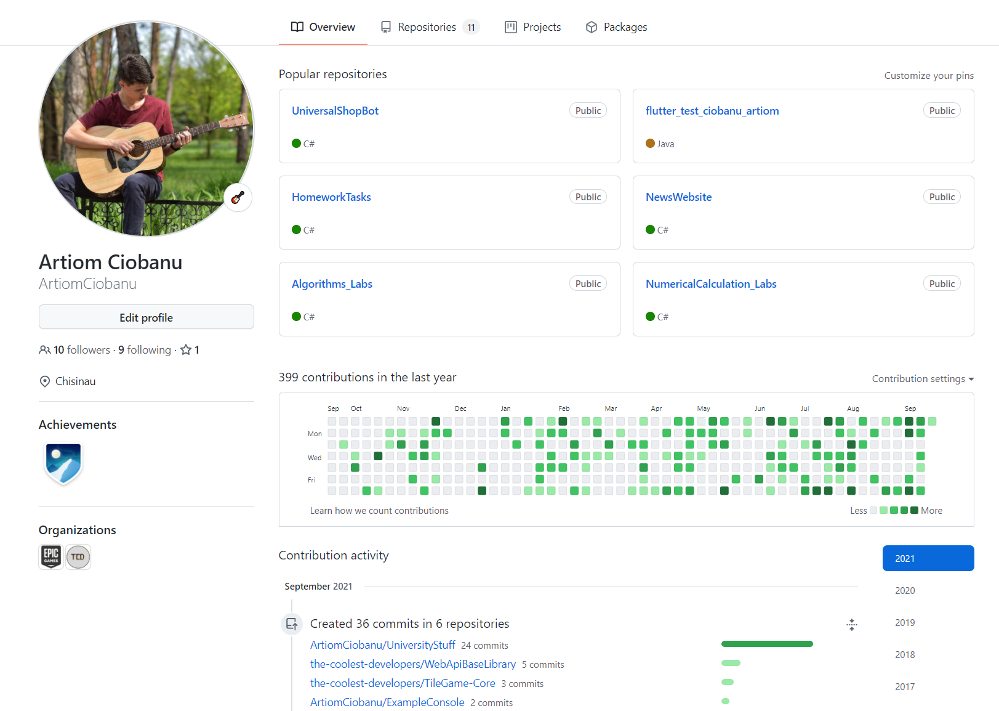 Overview
Repositories 11
Projects
Packages
Artiom Ciobanu
ArtiomCiobanu
Edit profile
10 followers · 9 following · 1
Chisinau
Achievements
Organizations
EPIC
GAMES
TCD
Popular repositories
Customize your pins
UniversalShopBot
Public
C#
flutter_test_ciobanu_artiom
Public
Java
HomeworkTasks
Public
C#
NewsWebsite
Public
C#
Algorithms_Labs
Public
C#
NumericalCalculation_Labs
Public
C#
399 contributions in the last year
Contribution settings
Sep Oct Nov Dec Jan Feb Mar Apr May Jun Jul Aug Sep
Mon
Wed
Fri
Learn how we count contributions
Less More
Contribution activity
2021
2020
2019
2018
2017
September 2021
Created 36 commits in 6 repositories
ArtiomCiobanu/UniversityStuff 24 commits
the-coolest-developers/WebApiBaseLibrary 5 commits
the-coolest-developers/TileGame-Core 3 commits
ArtiomCiobanu/ExampleConsole 2 commits